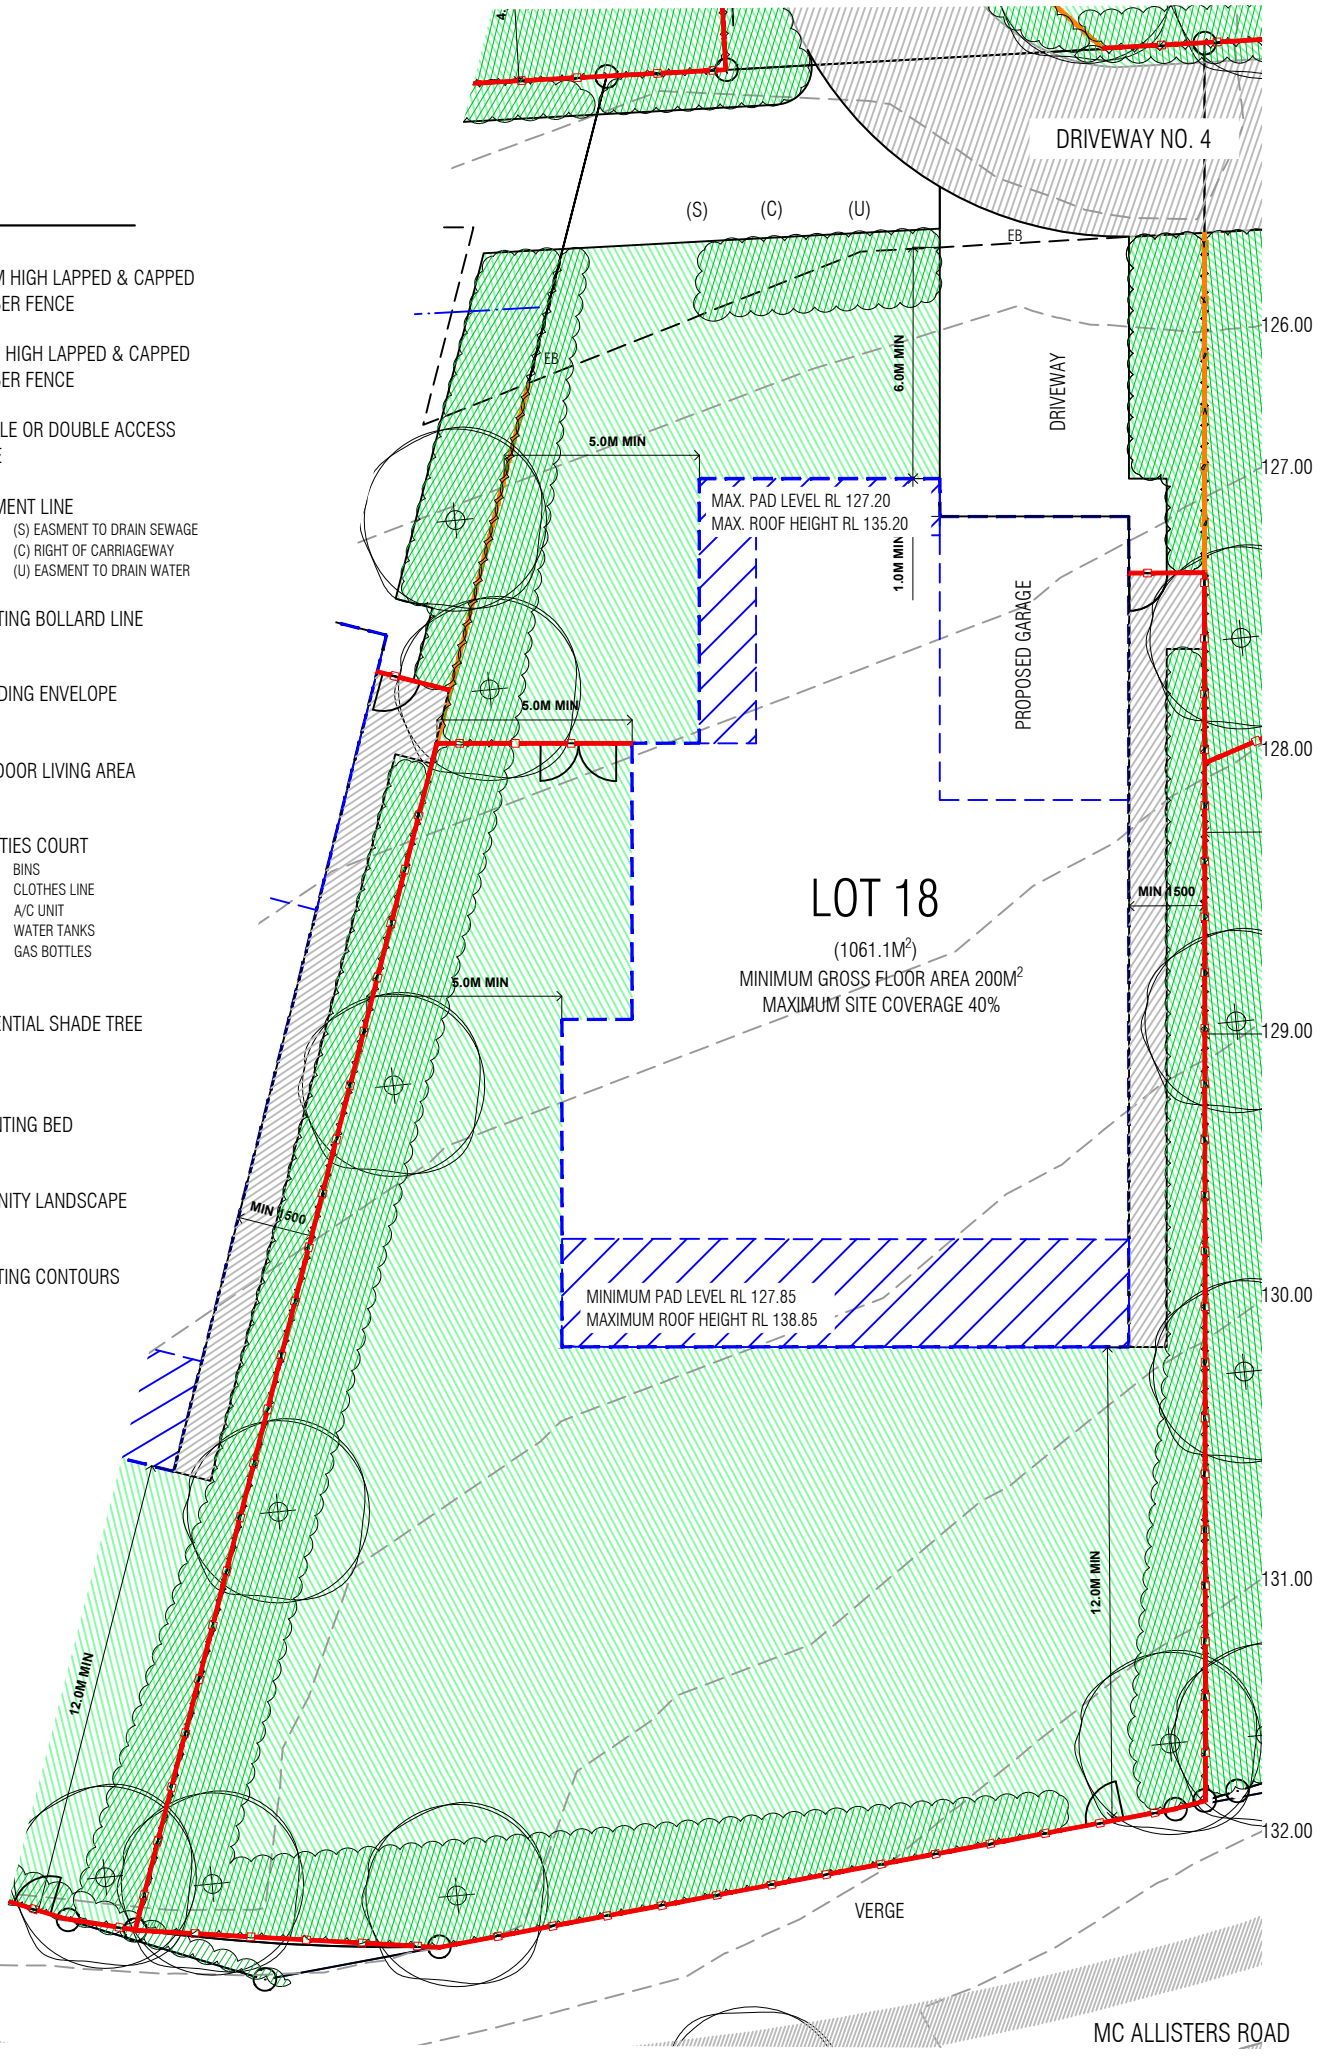 DRIVEWAY NO. 4
(S) (C) (U)
EB
M HIGH LAPPED & CAPPED
BER FENCE
HIGH LAPPED & CAPPED
BER FENCE
LE OR DOUBLE ACCESS
E
MENT LINE
(S) EASMENT TO DRAIN SEWAGE
(C) RIGHT OF CARRIAGEWAY
(U) EASMENT TO DRAIN WATER
TING BOLLARD LINE
DING ENVELOPE
DOOR LIVING AREA
TIES COURT
BINS
CLOTHES LINE
A/C UNIT
WATER TANKS
GAS BOTTLES
ENTIAL SHADE TREE
NTING BED
NITY LANDSCAPE
TING CONTOURS
4.
EB
6.0M MIN
DRIVEWAY
5.0M MIN
MAX. PAD LEVEL RL 127.20
MAX. ROOF HEIGHT RL 135.20
1.0M MIN
PROPOSED GARAGE
5.0M MIN
LOT 18
(1061.1M²)
MINIMUM GROSS FLOOR AREA 200M²
MAXIMUM SITE COVERAGE 40%
MIN 1500
5.0M MIN
MIN 1500
MINIMUM PAD LEVEL RL 127.85
MAXIMUM ROOF HEIGHT RL 138.85
12.0M MIN
12.0M MIN
126.00
127.00
128.00
129.00
130.00
131.00
132.00
VERGE
MC ALLISTERS ROAD